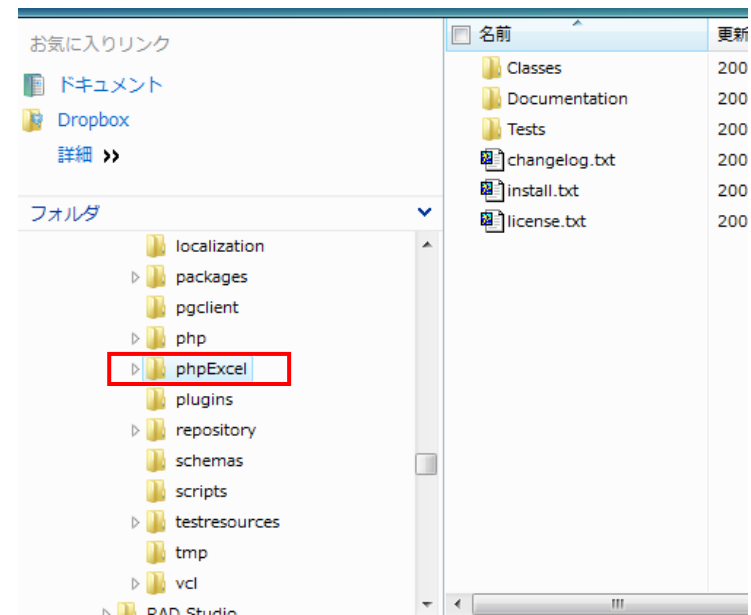 お気に入りリンク
ドキュメント
Dropbox
詳細 >>
フォルダ
localization
packages
pgclient
php
phpExcel
plugins
repository
schemas
scripts
testresources
tmp
vcl
RAD Studio
名前 更新
Classes 200
Documentation 200
Tests 200
changelog.txt 200
install.txt 200
license.txt 200